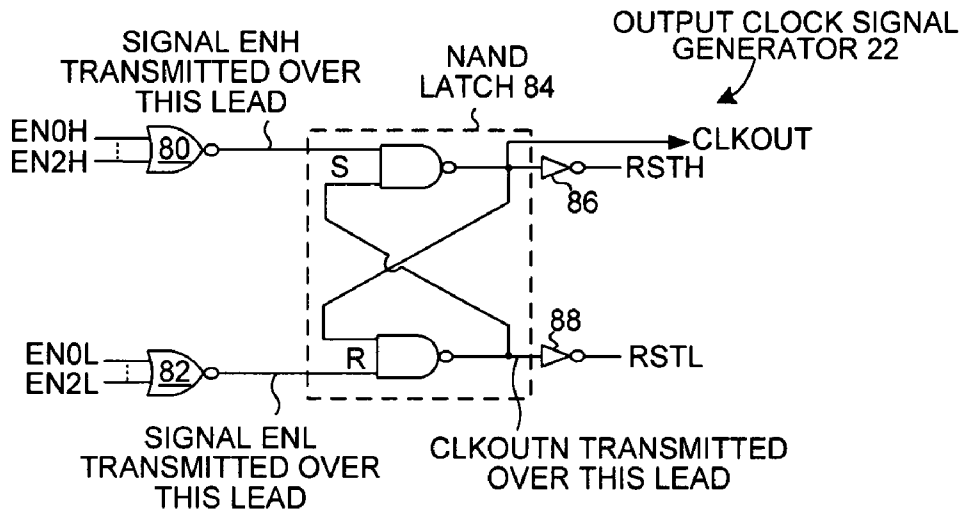 OUTPUT CLOCK SIGNAL
GENERATOR 22
SIGNAL ENH
TRANSMITTED OVER
THIS LEAD
NAND
LATCH 84
CLKOUT
EN0H
EN2H
80
S
RSTH
86
EN0L
EN2L
82
R
88
RSTL
SIGNAL ENL
TRANSMITTED OVER
THIS LEAD
CLKOUTN TRANSMITTED
OVER THIS LEAD